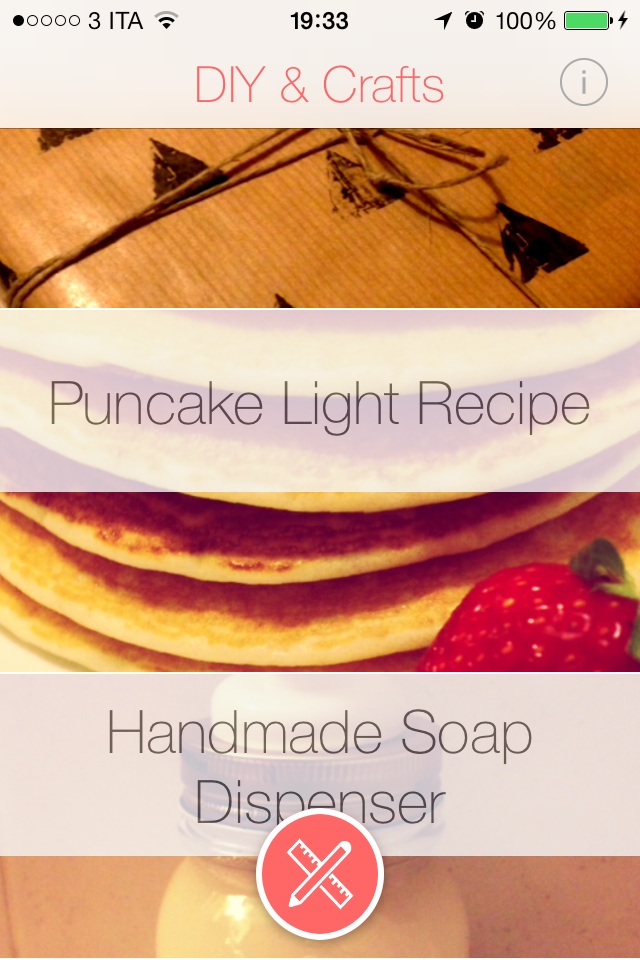 3 ITA 19:33 100%
DIY & Crafts
i
Puncake Light Recipe
Handmade Soap
Dispenser